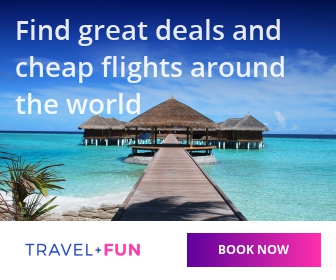 Find great deals and
cheap flights around
the world
TRAVEL+FUN
BOOK NOW